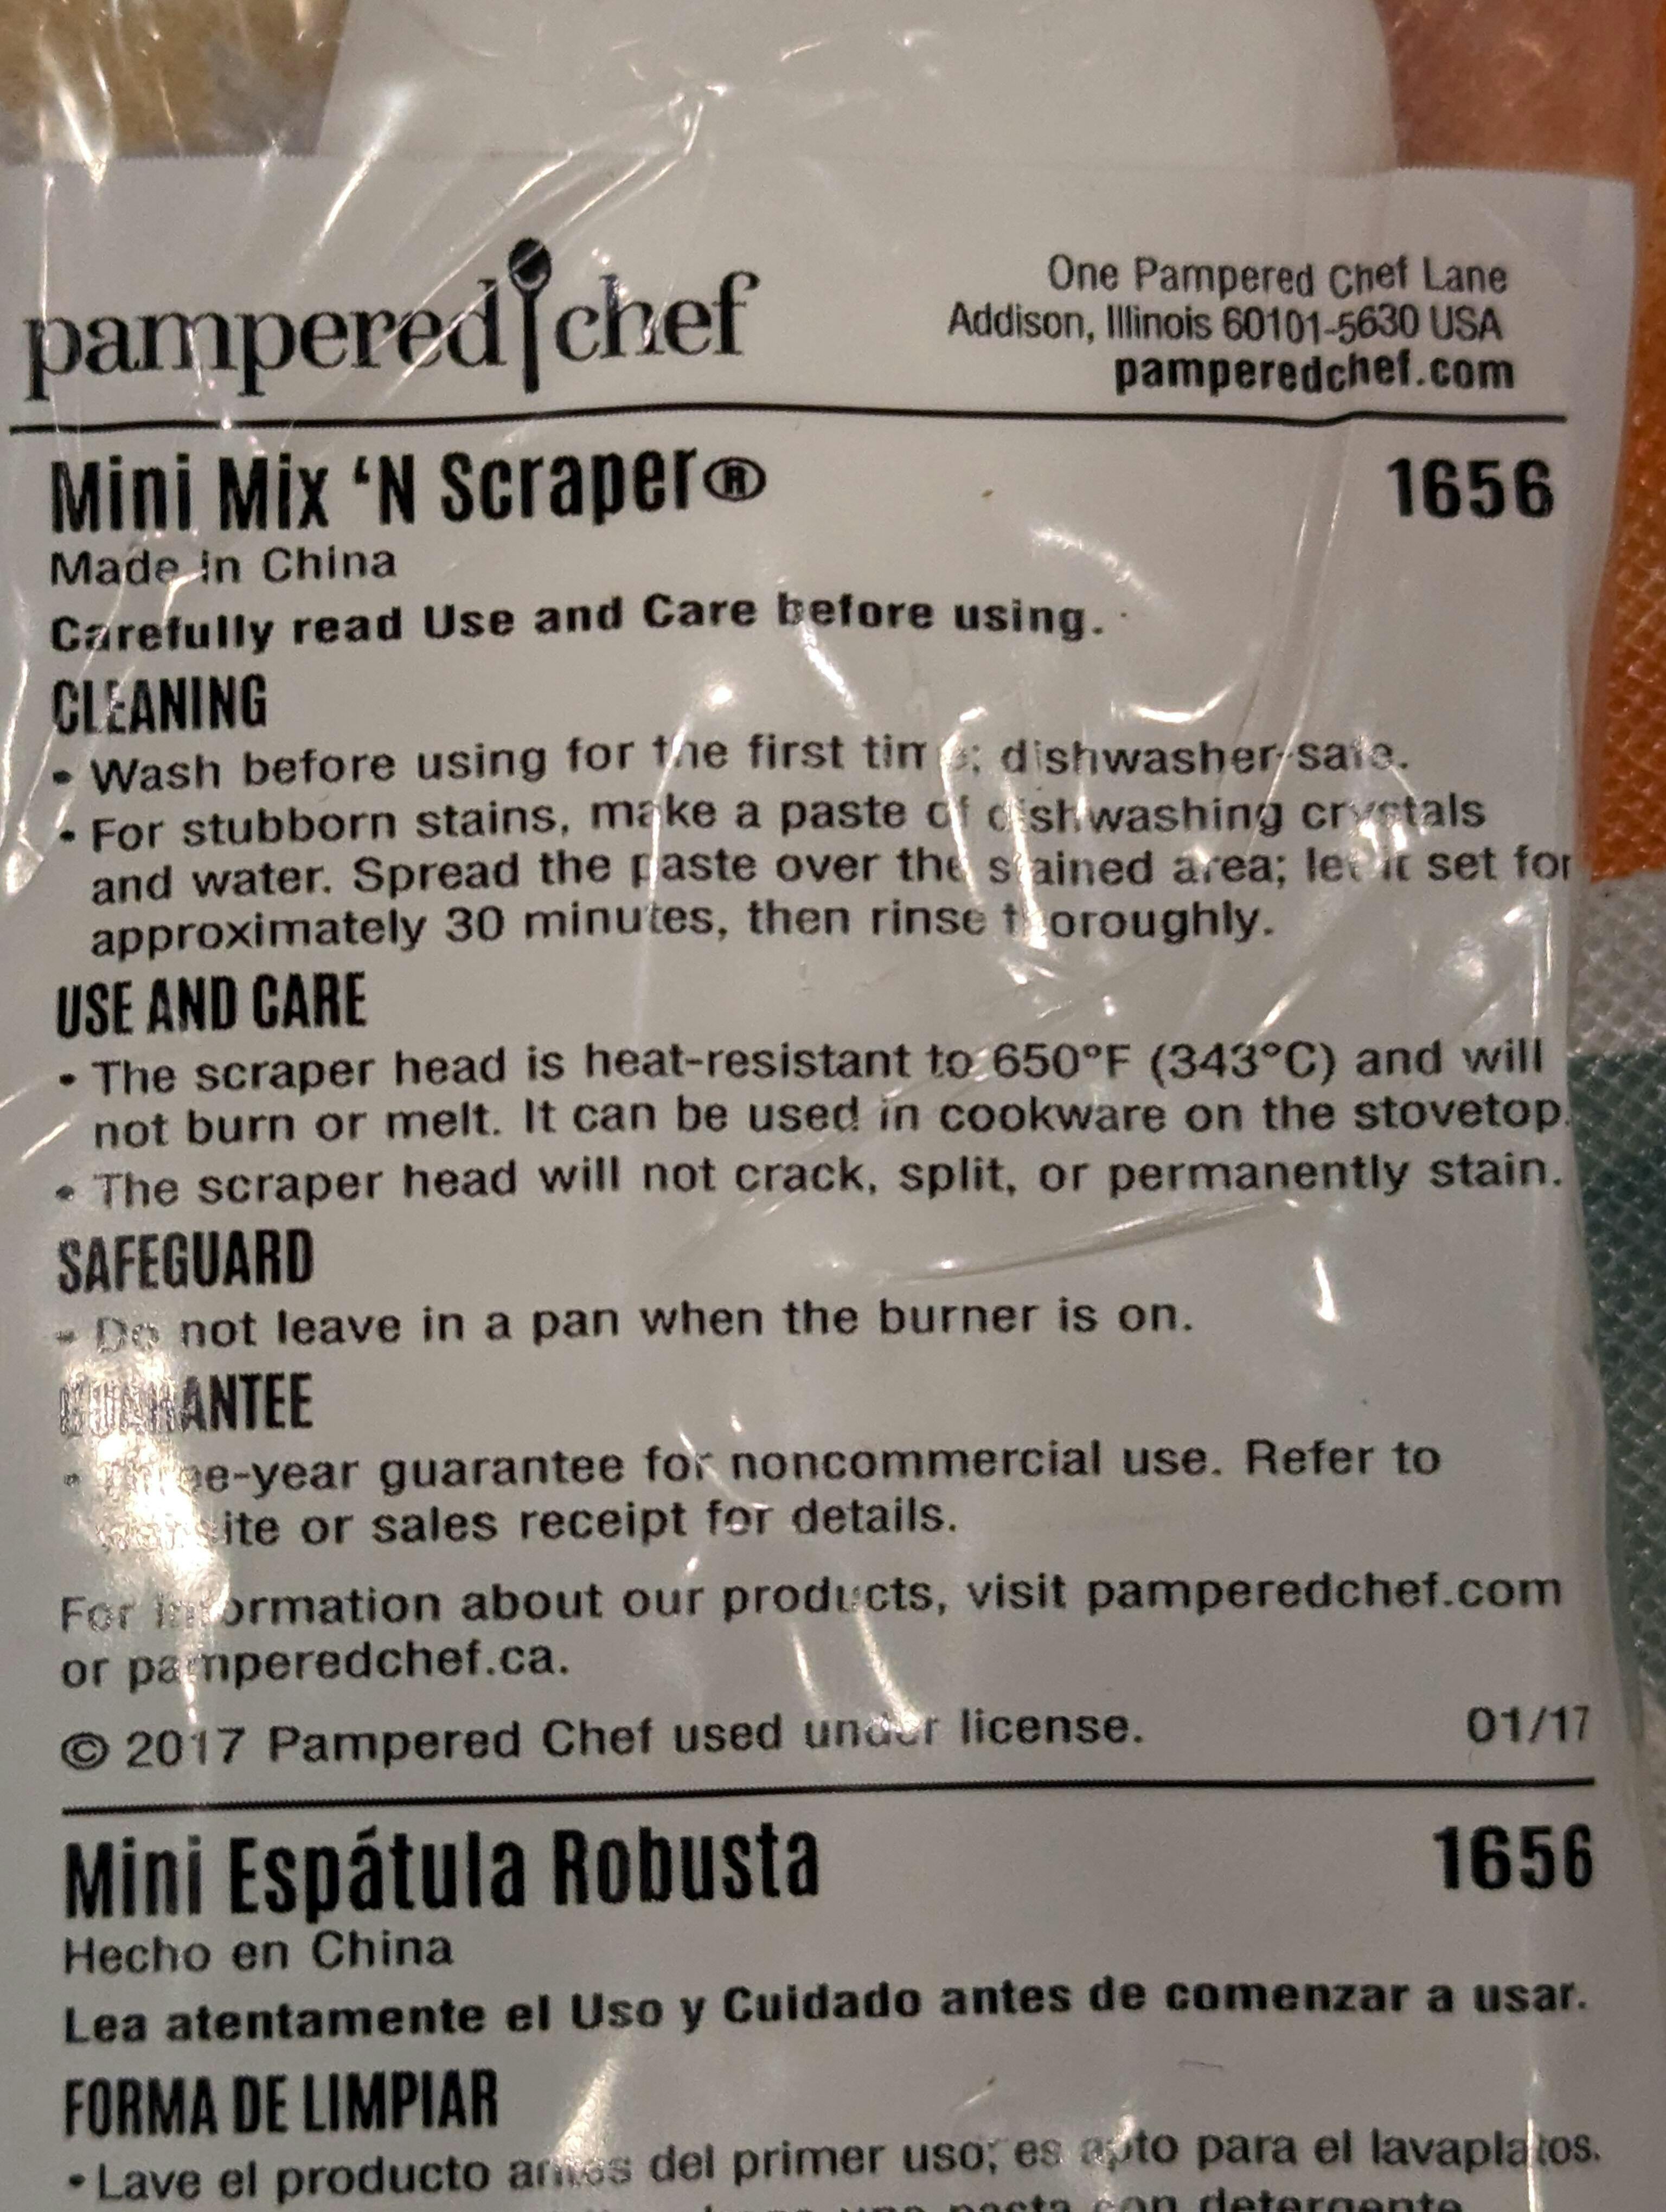 pampered chef
One Pampered Chef Lane
Addison, Illinois 60101-5630 USA
pamperedchef.com
Mini Mix ‘N Scraper® 1656
Made in China
Carefully read Use and Care before using.
CLEANING
• Wash before using for the first time; dishwasher-safe.
• For stubborn stains, make a paste of dishwashing crystals
and water. Spread the paste over the stained area; let it set for
approximately 30 minutes, then rinse thoroughly.
USE AND CARE
• The scraper head is heat-resistant to 650°F (343°C) and will
not burn or melt. It can be used in cookware on the stovetop.
• The scraper head will not crack, split, or permanently stain.
SAFEGUARD
• Do not leave in a pan when the burner is on.
GUARANTEE
• Three-year guarantee for noncommercial use. Refer to
website or sales receipt for details.
For information about our products, visit pamperedchef.com
or pamperedchef.ca.
© 2017 Pampered Chef used under license. 01/17
Mini Espátula Robusta 1656
Hecho en China
Lea atentamente el Uso y Cuidado antes de comenzar a usar.
FORMA DE LIMPIAR
• Lave el producto antes del primer uso; es apto para el lavaplatos.
una pasta con detergente